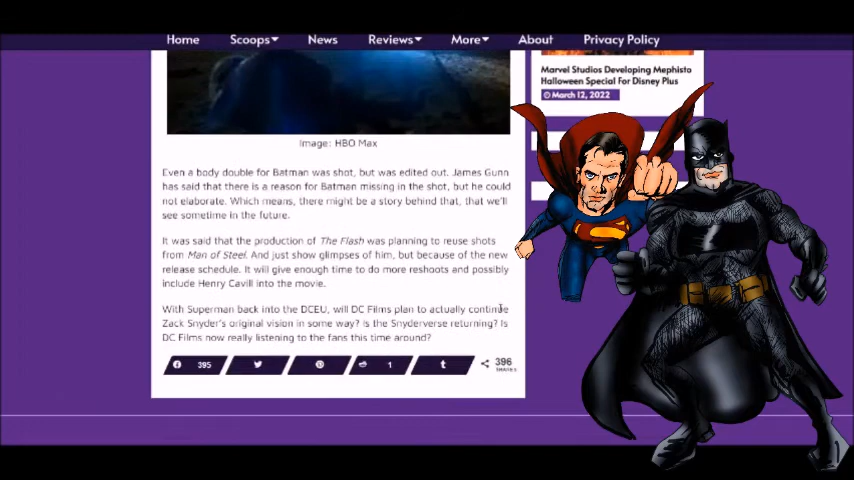 Home Scoops News Reviews More About Privacy Policy
Marvel Studios Developing Mephisto
Halloween Special For Disney Plus
March 12, 2022
Image: HBO Max
Even a body double for Batman was shot, but was edited out. James Gunn
has said that there is a reason for Batman missing in the shot, but he could
not elaborate. Which means, there might be a story behind that, that we'll
see sometime in the future.
It was said that the production of The Flash was planning to reuse shots
from Man of Steel. And just show glimpses of him, but because of the new
release schedule. It will give enough time to do more reshoots and possibly
include Henry Cavill into the movie.
With Superman back into the DCEU, will DC Films plan to actually continue
Zack Snyder's original vision in some way? Is the Snyderverse returning? Is
DC Films now really listening to the fans this time around?
395 1 396
SHARES